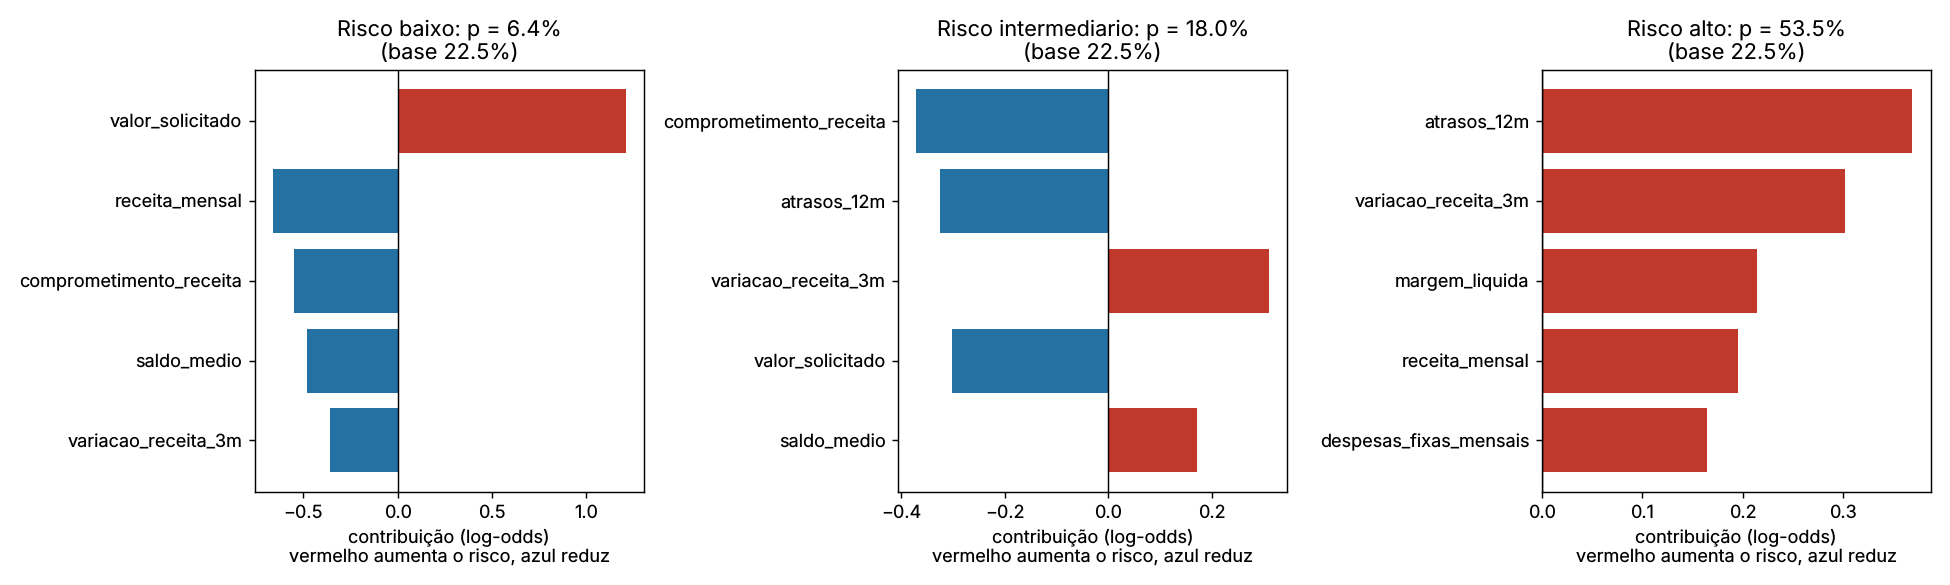 Risco baixo: p = 6.4%
(base 22.5%)
valor_solicitado
receita_mensal
comprometimento_receita
saldo_medio
variacao_receita_3m
−0.5 0.0 0.5 1.0
contribuição (log-odds)
vermelho aumenta o risco, azul reduz
Risco intermediario: p = 18.0%
(base 22.5%)
comprometimento_receita
atrasos_12m
variacao_receita_3m
valor_solicitado
saldo_medio
−0.4 −0.2 0.0 0.2
contribuição (log-odds)
vermelho aumenta o risco, azul reduz
Risco alto: p = 53.5%
(base 22.5%)
atrasos_12m
variacao_receita_3m
margem_liquida
receita_mensal
despesas_fixas_mensais
0.0 0.1 0.2 0.3
contribuição (log-odds)
vermelho aumenta o risco, azul reduz